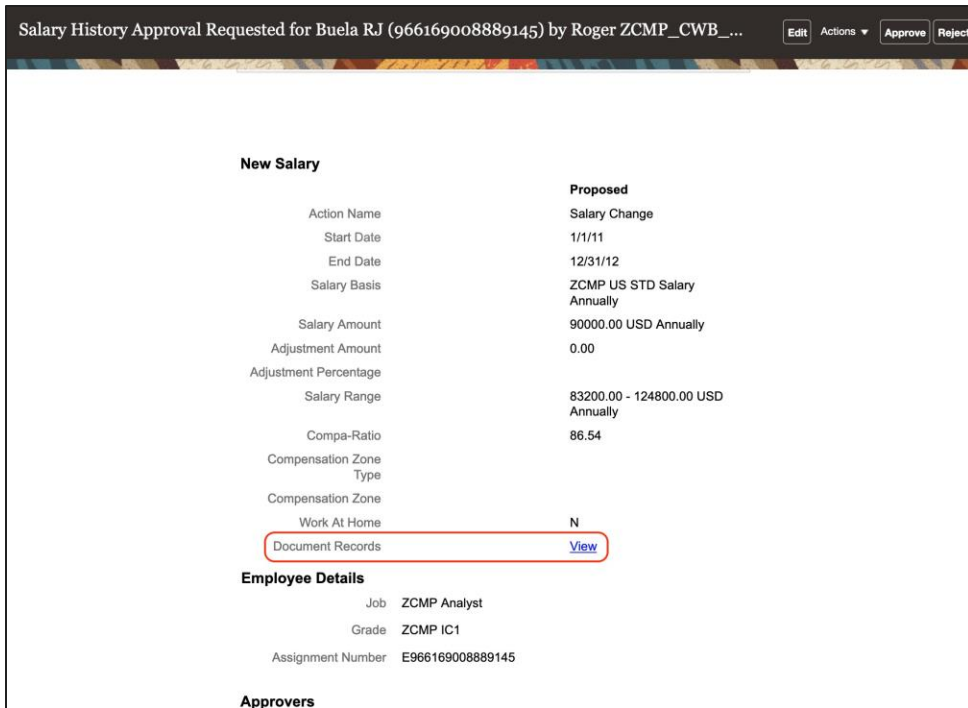 Salary History Approval Requested for Buela RJ (966169008889145) by Roger ZCMP_CWB_...
Edit Actions Approve Reject
New Salary
Proposed
Action Name Salary Change
Start Date 1/1/11
End Date 12/31/12
Salary Basis ZCMP US STD Salary
Annually
Salary Amount 90000.00 USD Annually
Adjustment Amount 0.00
Adjustment Percentage
Salary Range 83200.00 - 124800.00 USD
Annually
Compa-Ratio 86.54
Compensation Zone
Type
Compensation Zone
Work At Home N
Document Records View
Employee Details
Job ZCMP Analyst
Grade ZCMP IC1
Assignment Number E966169008889145
Approvers